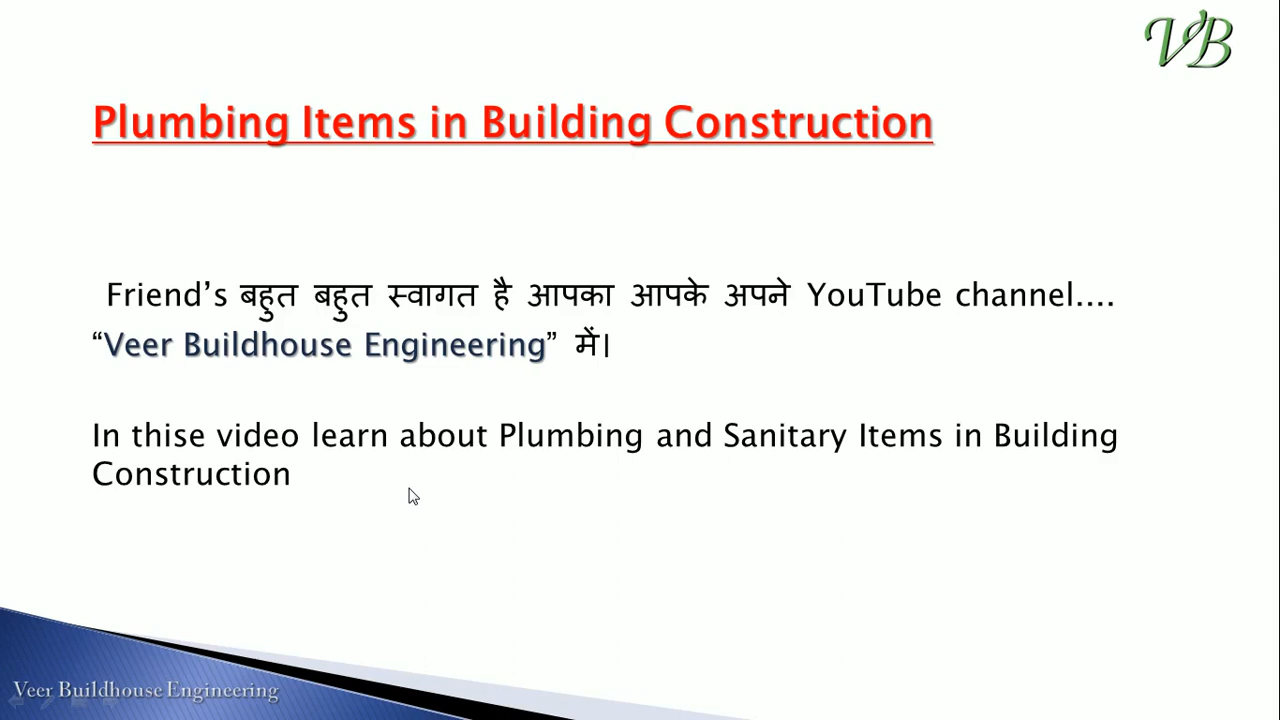 VB
Plumbing Items in Building Construction
Friend’s बहुत बहुत स्वागत है आपका आपके अपने YouTube channel....
“Veer Buildhouse Engineering” में।
In thise video learn about Plumbing and Sanitary Items in Building
Construction
Veer Buildhouse Engineering